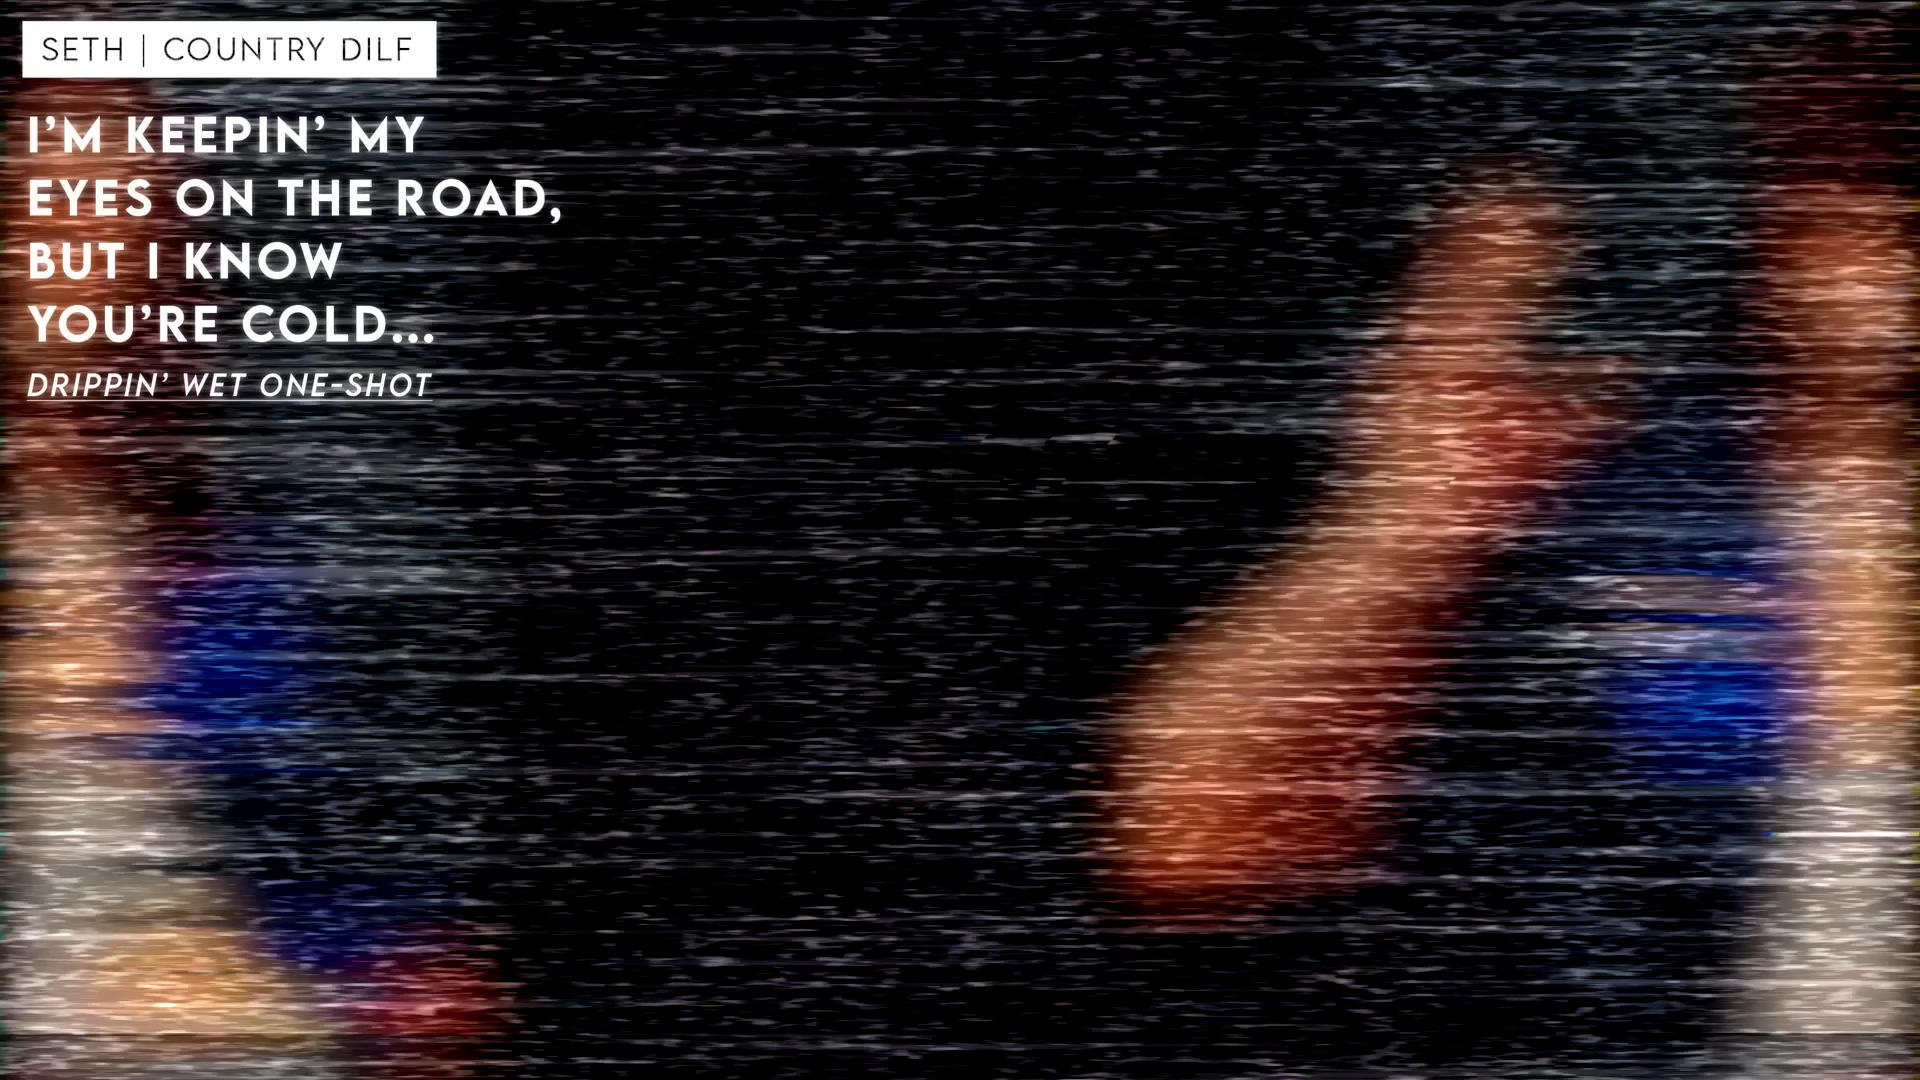 SETH | COUNTRY DILF
I'M KEEPIN' MY
EYES ON THE ROAD,
BUT I KNOW
YOU'RE COLD...
DRIPPIN' WET ONE-SHOT